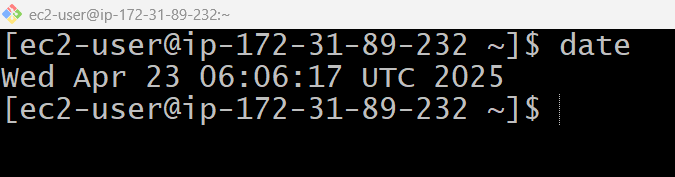 ec2-user@ip-172-31-89-232:~
[ec2-user@ip-172-31-89-232 ~]$ date
Wed Apr 23 06:06:17 UTC 2025
[ec2-user@ip-172-31-89-232 ~]$